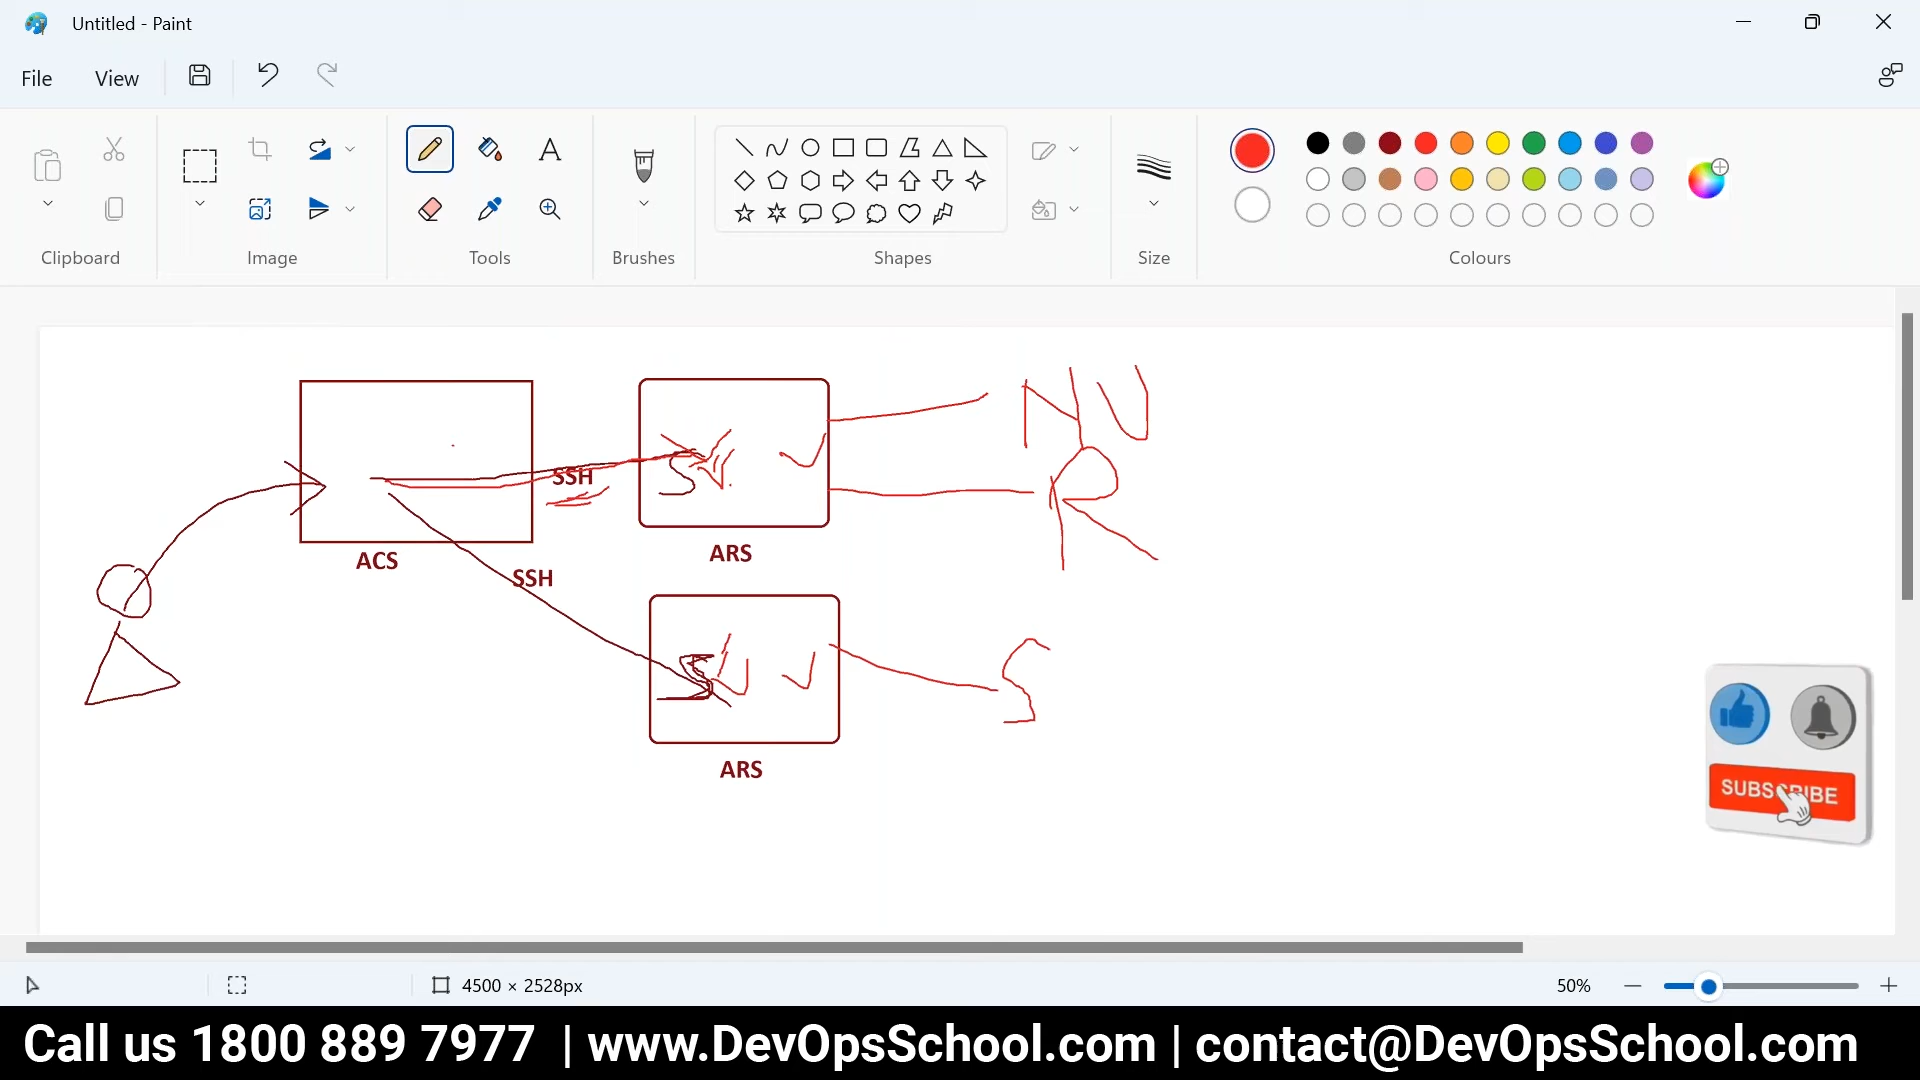 Untitled - Paint
File View
Clipboard
Image
Tools
Brushes
Shapes
Size
Colours
NU
SSH
S
R
ACS
ARS
SSH
S
S
ARS
SUBSCRIBE
4500 × 2528px
50%
Call us 1800 889 7977 | www.DevOpsSchool.com | contact@DevOpsSchool.com